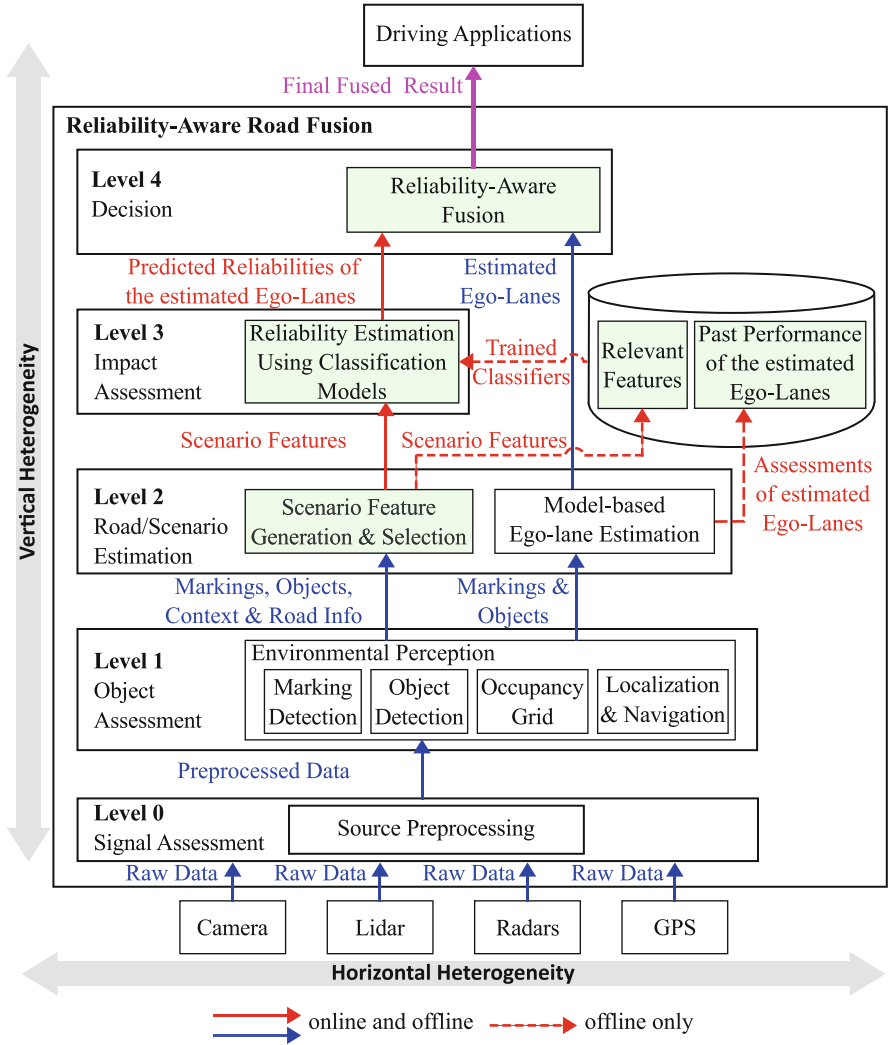 Driving Applications
Final Fused Result
Reliability-Aware Road Fusion
Level 4
Decision
Reliability-Aware
Fusion
Predicted Reliabilities of
the estimated Ego-Lanes
Estimated
Ego-Lanes
Level 3
Impact
Assessment
Reliability Estimation
Using Classification
Models
Trained
Classifiers
Relevant
Features
Past Performance
of the estimated
Ego-Lanes
Scenario Features
Scenario Features
Assessments
of estimated
Ego-Lanes
Level 2
Road/Scenario
Estimation
Scenario Feature
Generation & Selection
Model-based
Ego-lane Estimation
Markings, Objects,
Context & Road Info
Markings &
Objects
Level 1
Object
Assessment
Environmental Perception
Marking
Detection
Object
Detection
Occupancy
Grid
Localization
& Navigation
Preprocessed Data
Level 0
Signal Assessment
Source Preprocessing
Raw Data
Raw Data
Raw Data
Raw Data
Camera
Lidar
Radars
GPS
Vertical Heterogeneity
Horizontal Heterogeneity
online and offline
offline only